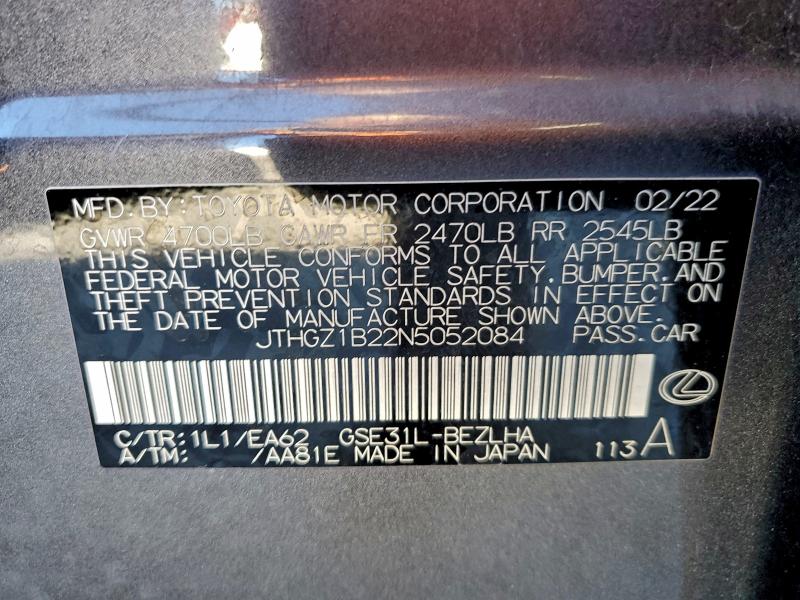 MFD.BY:TOYOTA MOTOR CORPORATION 02/22
GVWR 4700LB GAWR FR 2470LB RR 2545LB
THIS VEHICLE CONFORMS TO ALL APPLICABLE
FEDERAL MOTOR VEHICLE SAFETY,BUMPER,AND
THEFT PREVENTION STANDARDS IN EFFECT ON
THE DATE OF MANUFACTURE SHOWN ABOVE.
JTHGZ1B22N5052084 PASS.CAR
C/TR:1L1/EA62 GSE31L-BEZLHA
A/TM: /AA81E MADE IN JAPAN 113A